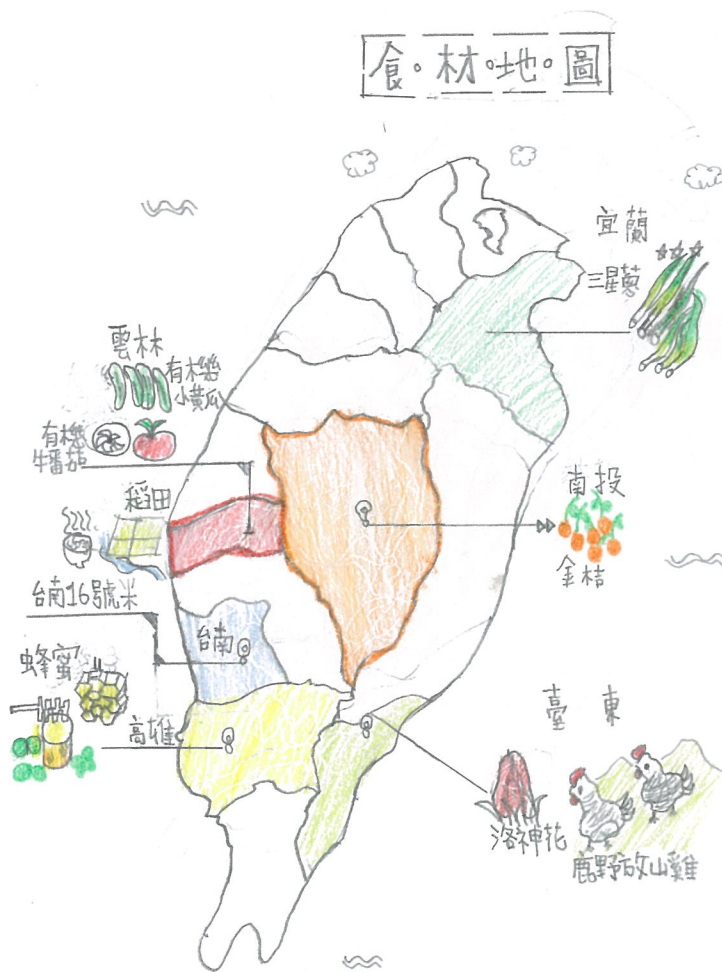 食。材。地。圖
宜蘭
三星蔥
雲林
有機
小黃瓜
有機
牛番茄
稻田
南投
金桔
台南16號米
台南
蜂蜜
高雄
臺東
洛神花
鹿野放山雞